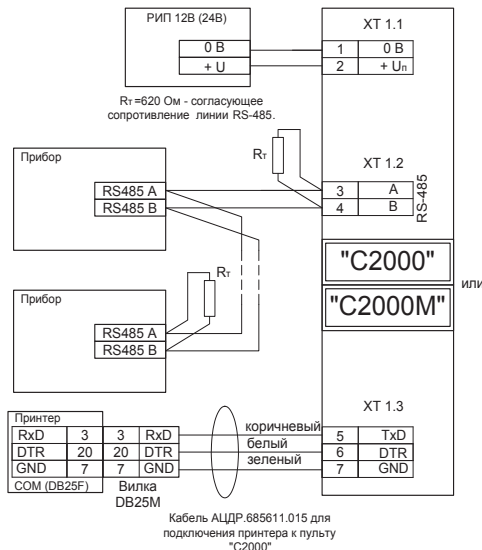 РИП 12В (24В)
0 В
+ U
XT 1.1
1 0 В
2 + Uп
Rт=620 Ом - согласующее
сопротивление линии RS-485.
Rт
XT 1.2
Прибор
RS485 A
RS485 B
3 A
4 B
RS-485
"С2000"
или
"С2000М"
Rт
Прибор
RS485 A
RS485 B
XT 1.3
Принтер
RxD 3 3 RxD
DTR 20 20 DTR
GND 7 7 GND
COM (DB25F)
Вилка
DB25M
коричневый
белый
зеленый
5 TxD
6 DTR
7 GND
Кабель АЦДР.685611.015 для
подключения принтера к пульту
"С2000"